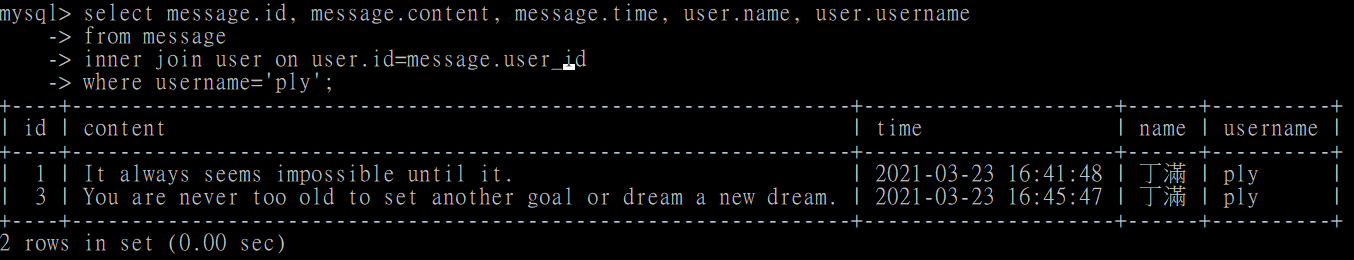 mysql> select message.id, message.content, message.time, user.name, user.username
    -> from message
    -> inner join user on user.id=message.user_id
    -> where username='ply';
+----+----------------------------------------------------------------+---------------------+------+----------+
| id | content                                                        | time                | name | username |
+----+----------------------------------------------------------------+---------------------+------+----------+
|  1 | It always seems impossible until it.                           | 2021-03-23 16:41:48 | 丁滿 | ply      |
|  3 | You are never too old to set another goal or dream a new dream. | 2021-03-23 16:45:47 | 丁滿 | ply      |
+----+----------------------------------------------------------------+---------------------+------+----------+
2 rows in set (0.00 sec)